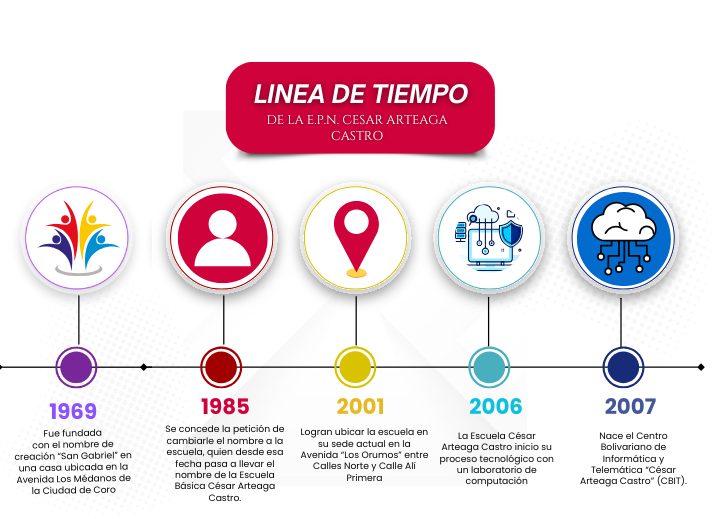 LINEA DE TIEMPO
DE LA E.P.N. CESAR ARTEAGA
CASTRO
1969
Fue fundada
con el nombre de
creación “San Gabriel” en
una casa ubicada en la
Avenida Los Médanos de
la Ciudad de Coro
1985
Se concede la petición de
cambiarle el nombre a la
escuela, quien desde esa
fecha pasa a llevar el
nombre de la Escuela
Básica César Arteaga
Castro.
2001
Logran ubicar la escuela en
su sede actual en la
Avenida “Los Orumos” entre
Calles Norte y Calle Alí
Primera
2006
La Escuela César
Arteaga Castro inicio su
proceso tecnológico con
un laboratorio de
computación
2007
Nace el Centro
Bolivariano de
Informática y
Telemática “César
Arteaga Castro” (CBIT).